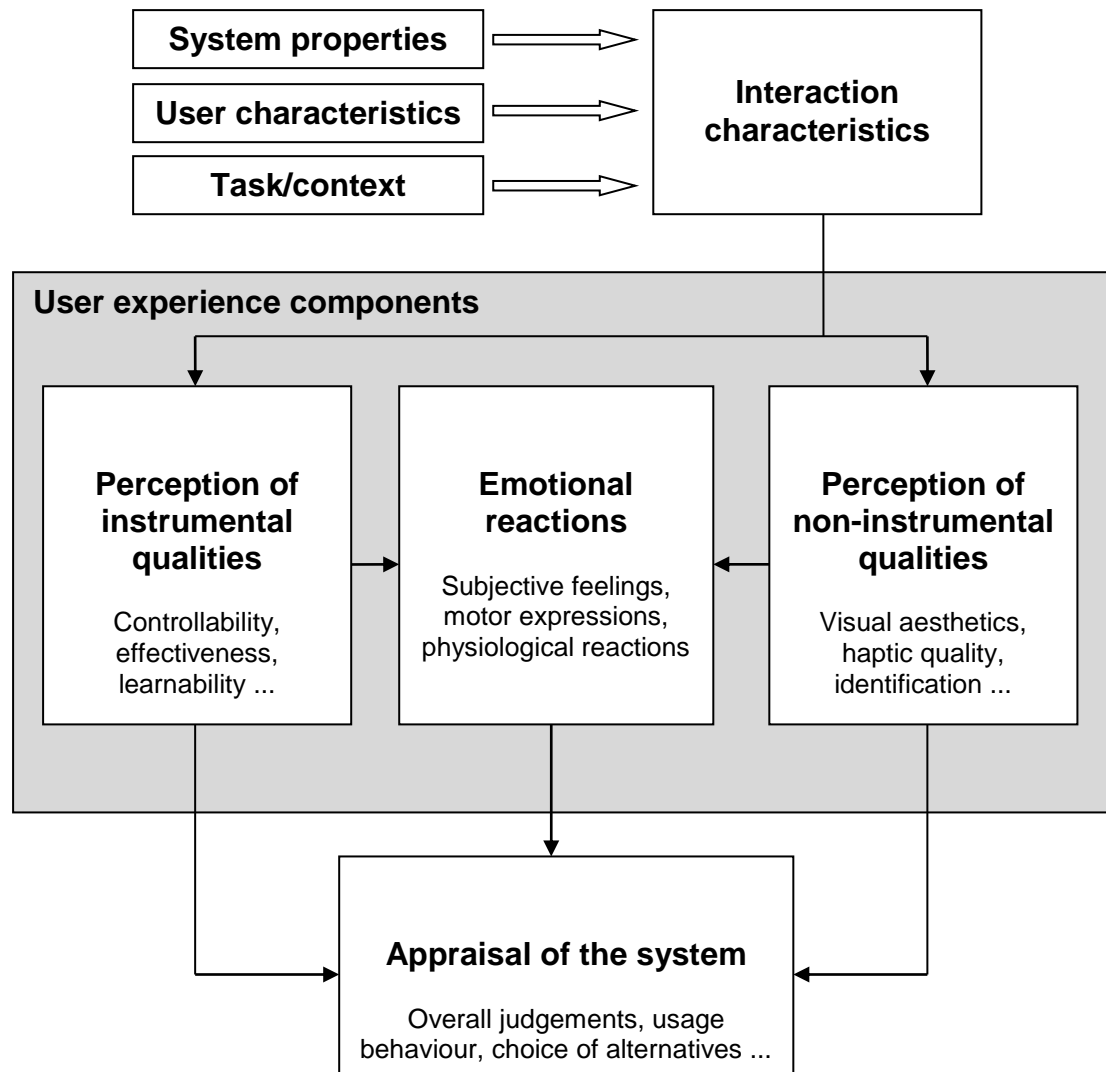 System properties
User characteristics
Task/context
Interaction
characteristics
User experience components
Perception of
instrumental
qualities
Controllability,
effectiveness,
learnability ...
Emotional
reactions
Subjective feelings,
motor expressions,
physiological reactions
Perception of
non-instrumental
qualities
Visual aesthetics,
haptic quality,
identification ...
Appraisal of the system
Overall judgements, usage
behaviour, choice of alternatives ...